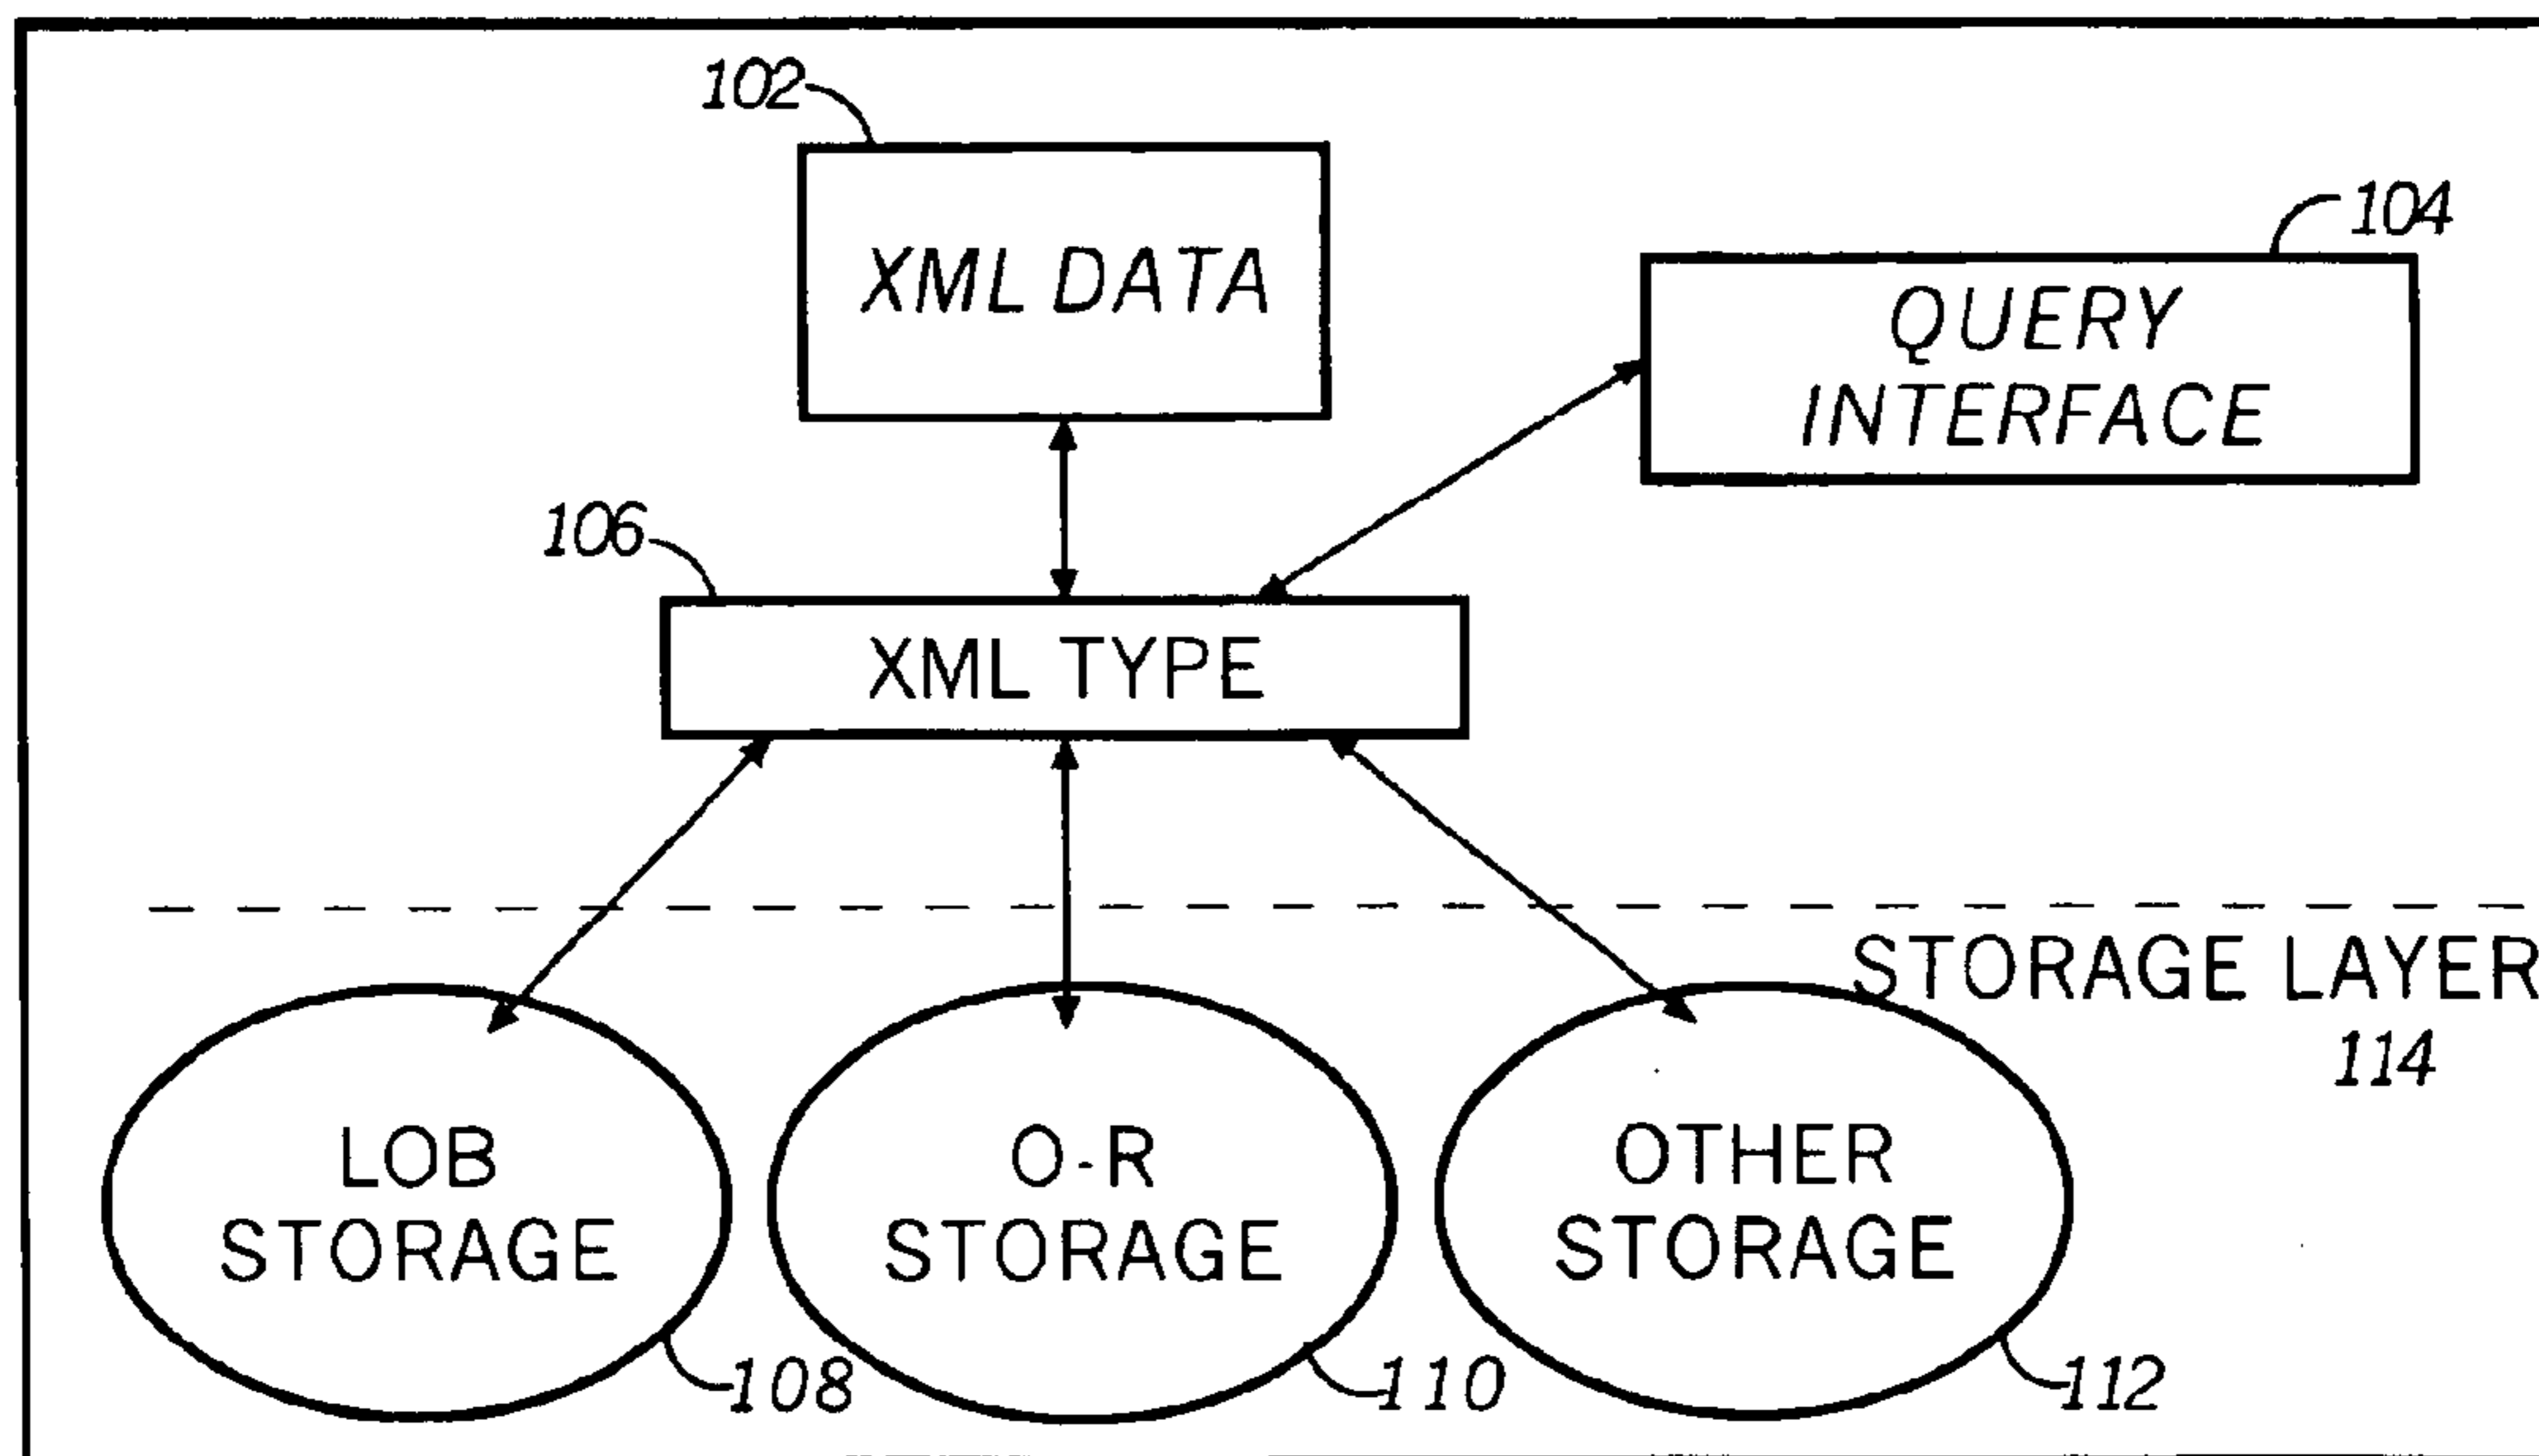 102
XML DATA
104
QUERY
INTERFACE
106
XML TYPE
STORAGE LAYER
114
LOB
STORAGE
108
O-R
STORAGE
110
OTHER
STORAGE
112